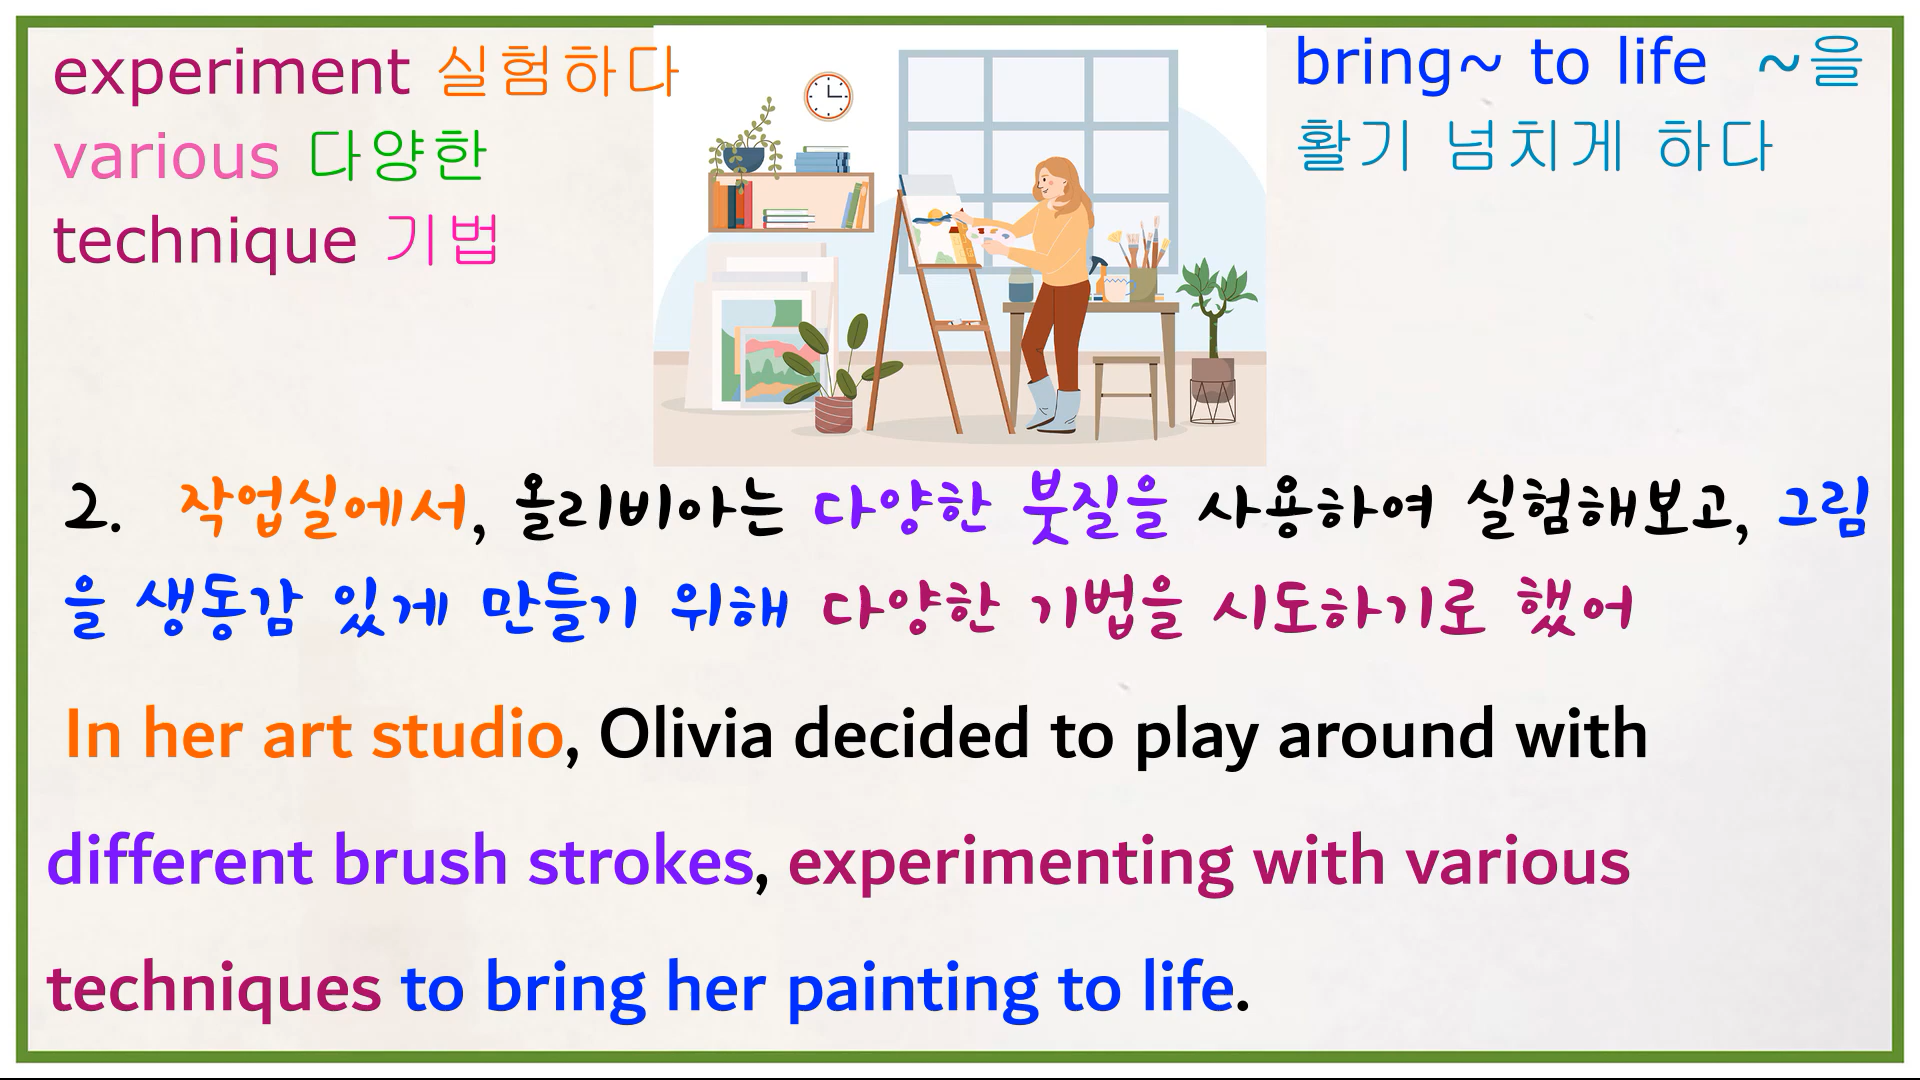 experiment 실험하다
various 다양한
technique 기법
bring~ to life ~을
활기 넘치게 하다
2. 작업실에서, 올리비아는 다양한 붓질을 사용하여 실험해보고, 그림
을 생동감 있게 만들기 위해 다양한 기법을 시도하기로 했어
In her art studio, Olivia decided to play around with
different brush strokes, experimenting with various
techniques to bring her painting to life.